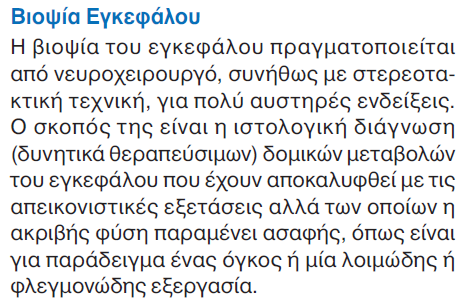 Βιοψία Εγκεφάλου
Η βιοψία του εγκεφάλου πραγματοποιείται
από νευροχειρουργό, συνήθως με στερεοτα-
κτική τεχνική, για πολύ αυστηρές ενδείξεις.
Ο σκοπός της είναι η ιστολογική διάγνωση
(δυνητικά θεραπεύσιμων) δομικών μεταβολών
του εγκεφάλου που έχουν αποκαλυφθεί με τις
απεικονιστικές εξετάσεις αλλά των οποίων η
ακριβής φύση παραμένει ασαφής, όπως είναι
για παράδειγμα ένας όγκος ή μία λοιμώδης ή
φλεγμονώδης εξεργασία.